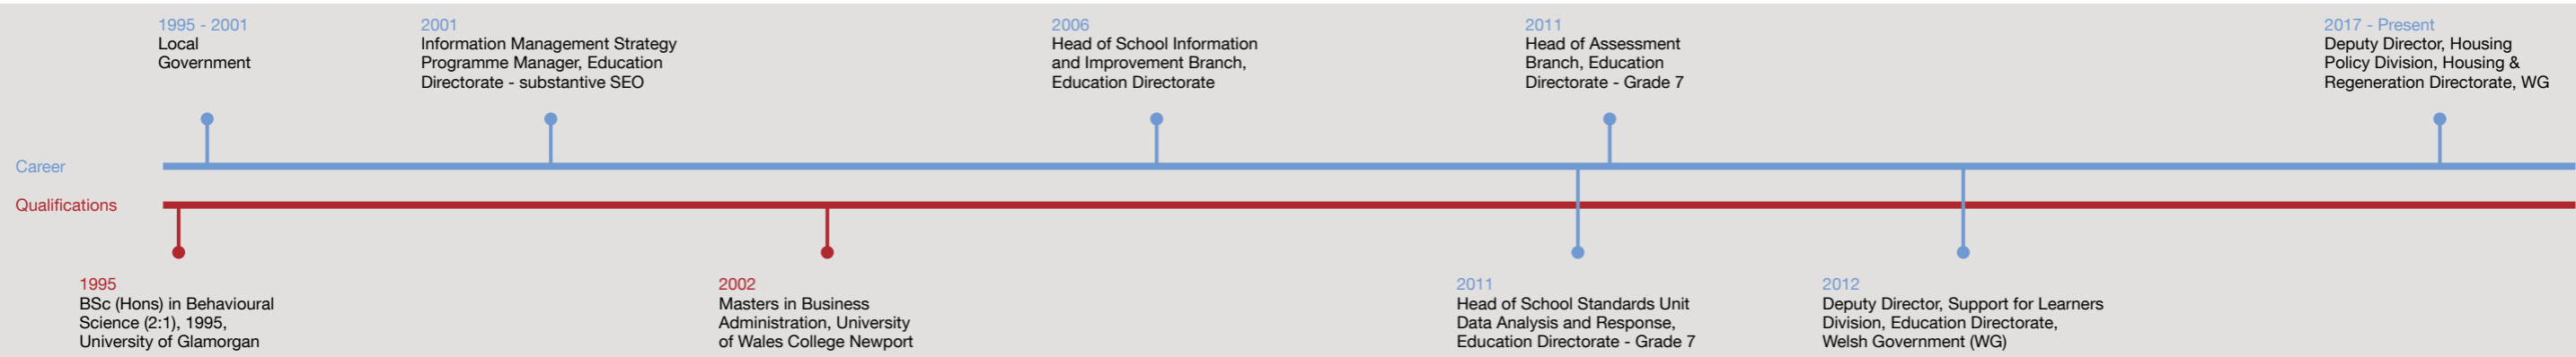 1995 - 2001
Local
Government
2001
Information Management Strategy
Programme Manager, Education
Directorate - substantive SEO
2006
Head of School Information
and Improvement Branch,
Education Directorate
2011
Head of Assessment
Branch, Education
Directorate - Grade 7
2017 - Present
Deputy Director, Housing
Policy Division, Housing &
Regeneration Directorate, WG
Career
Qualifications
1995
BSc (Hons) in Behavioural
Science (2:1), 1995,
University of Glamorgan
2002
Masters in Business
Administration, University
of Wales College Newport
2011
Head of School Standards Unit
Data Analysis and Response,
Education Directorate - Grade 7
2012
Deputy Director, Support for Learners
Division, Education Directorate,
Welsh Government (WG)